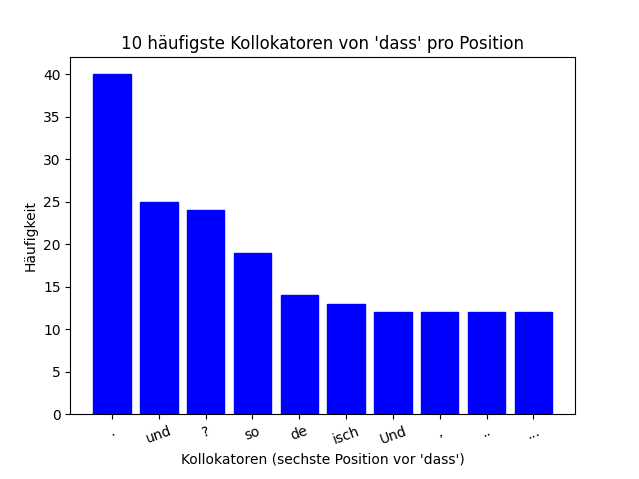 10 häufigste Kollokatoren von 'dass' pro Position
Häufigkeit
40
35
30
25
20
15
10
5
0
. und ? so de isch Und , .. ...
Kollokatoren (sechste Position vor 'dass')